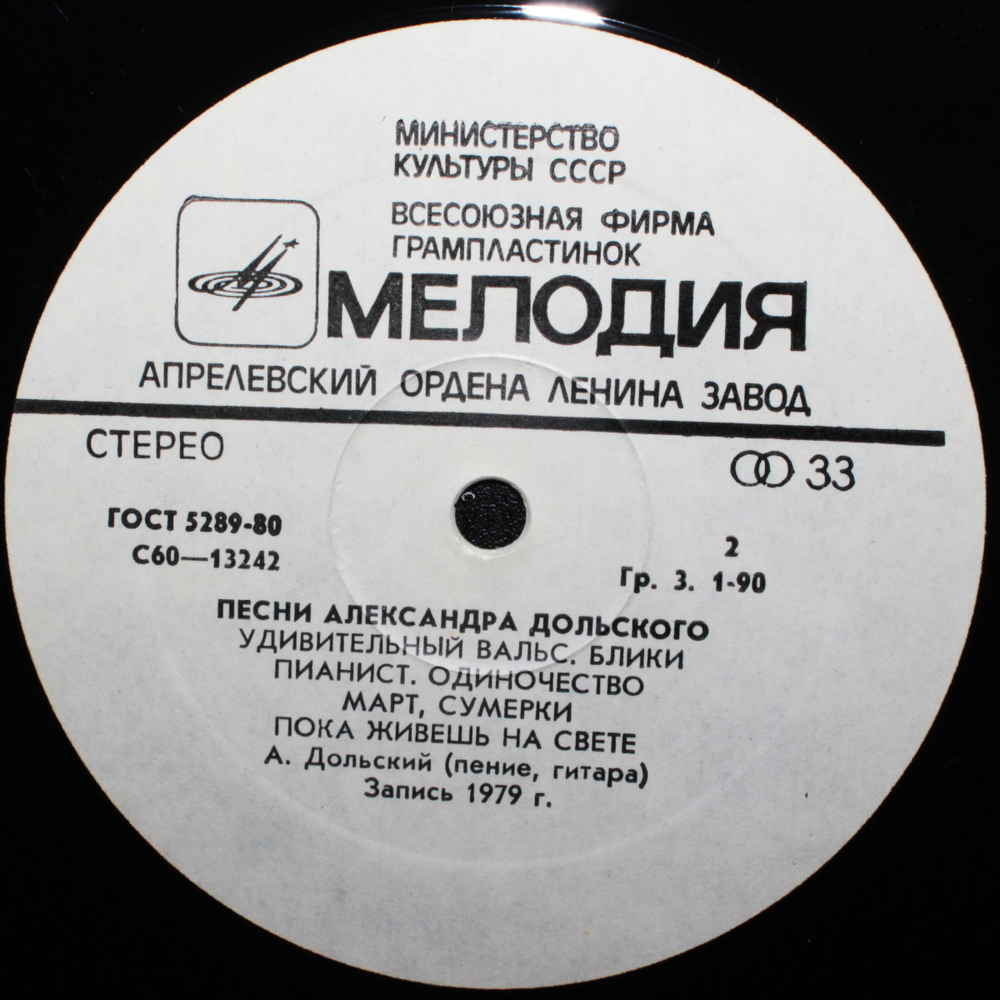 МИНИСТЕРСТВО
КУЛЬТУРЫ СССР
ВСЕСОЮЗНАЯ ФИРМА
ГРАМПЛАСТИНОК
МЕЛОДИЯ
АПРЕЛЕВСКИЙ ОРДЕНА ЛЕНИНА ЗАВОД
СТЕРЕО
33
ГОСТ 5289-80
С60—13242
2
Гр. 3. 1-90
ПЕСНИ АЛЕКСАНДРА ДОЛЬСКОГО
УДИВИТЕЛЬНЫЙ ВАЛЬС. БЛИКИ
ПИАНИСТ. ОДИНОЧЕСТВО
МАРТ, СУМЕРКИ
ПОКА ЖИВЕШЬ НА СВЕТЕ
А. Дольский (пение, гитара)
Запись 1979 г.